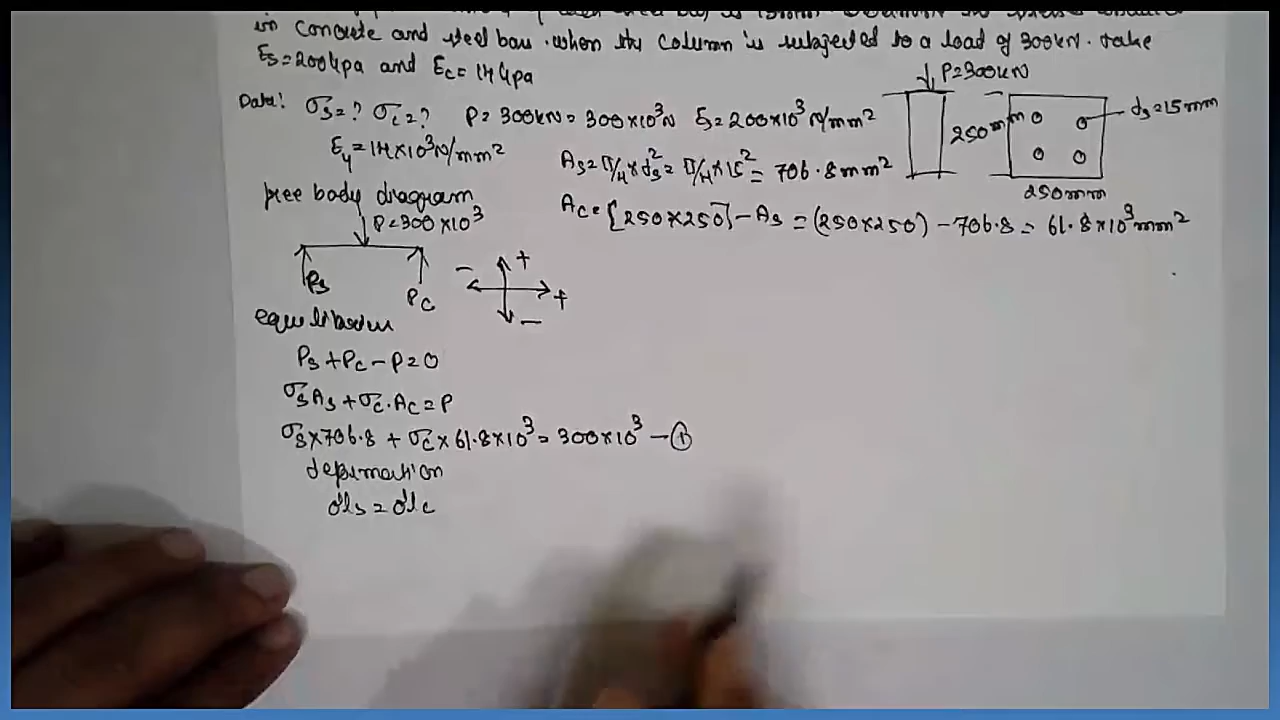 in concrete and steel bars. when the column is subjected to a load of 300kN. Take
Es=200Gpa and Ec=14Gpa
P=300kN
Data: σs=? σc=? P= 300kN= 300×10³N Es=200×10³N/mm²
250mm
ds=15mm
Ey=14×10³N/mm²
As=π/4×ds²= π/4×15²= 706.8mm²
250mm
free body diagram
P=300×10³
Ac=[250×250]-As=(250×250)-706.8= 61.8×10³mm²
Ps
Pc
- + + -
equilibrium
Ps+Pc-P=0
σsAs+σc.Ac=P
σs×706.8+σc×61.8×10³=300×10³-①
deformation
δls=δlc